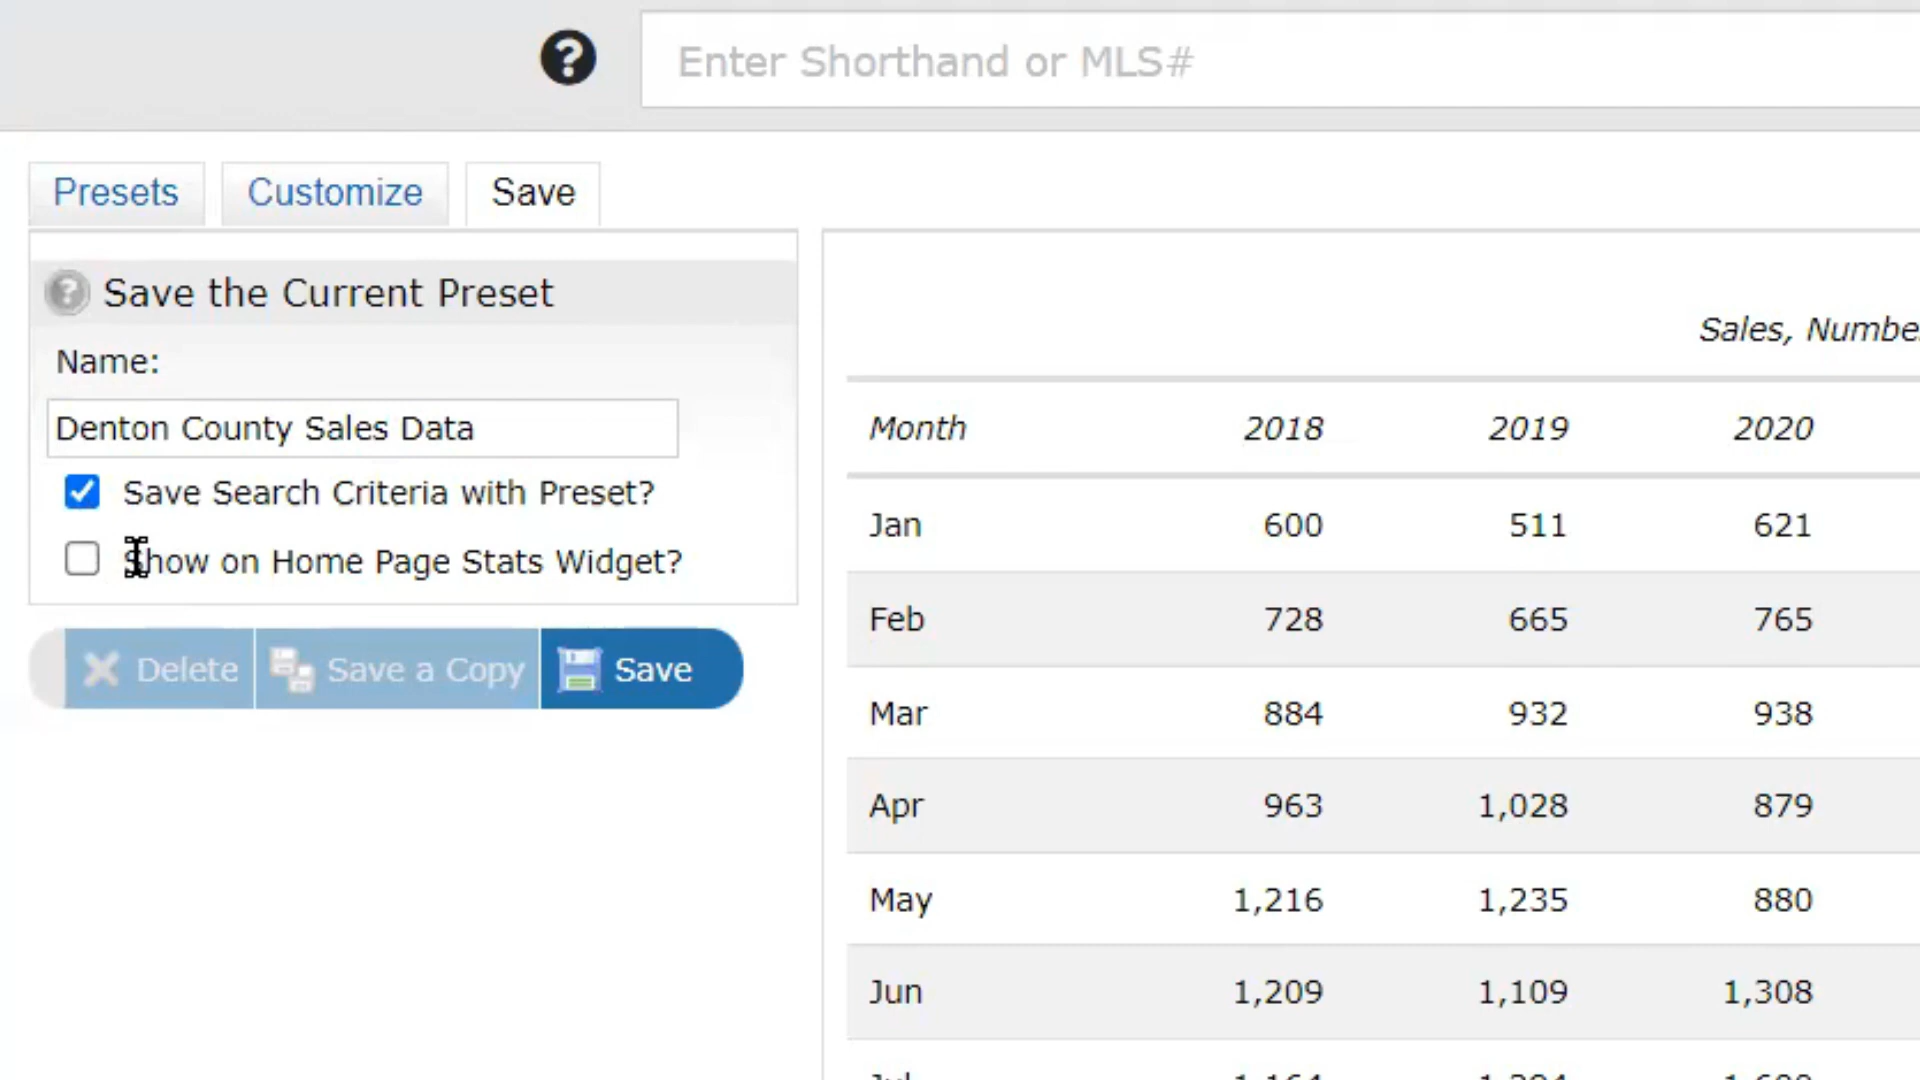 Enter Shorthand or MLS#
Presets Customize Save
Save the Current Preset
Name:
Denton County Sales Data
Save Search Criteria with Preset?
Show on Home Page Stats Widget?
Delete Save a Copy Save
Sales, Numbe
Month 2018 2019 2020
Jan 600 511 621
Feb 728 665 765
Mar 884 932 938
Apr 963 1,028 879
May 1,216 1,235 880
Jun 1,209 1,109 1,308